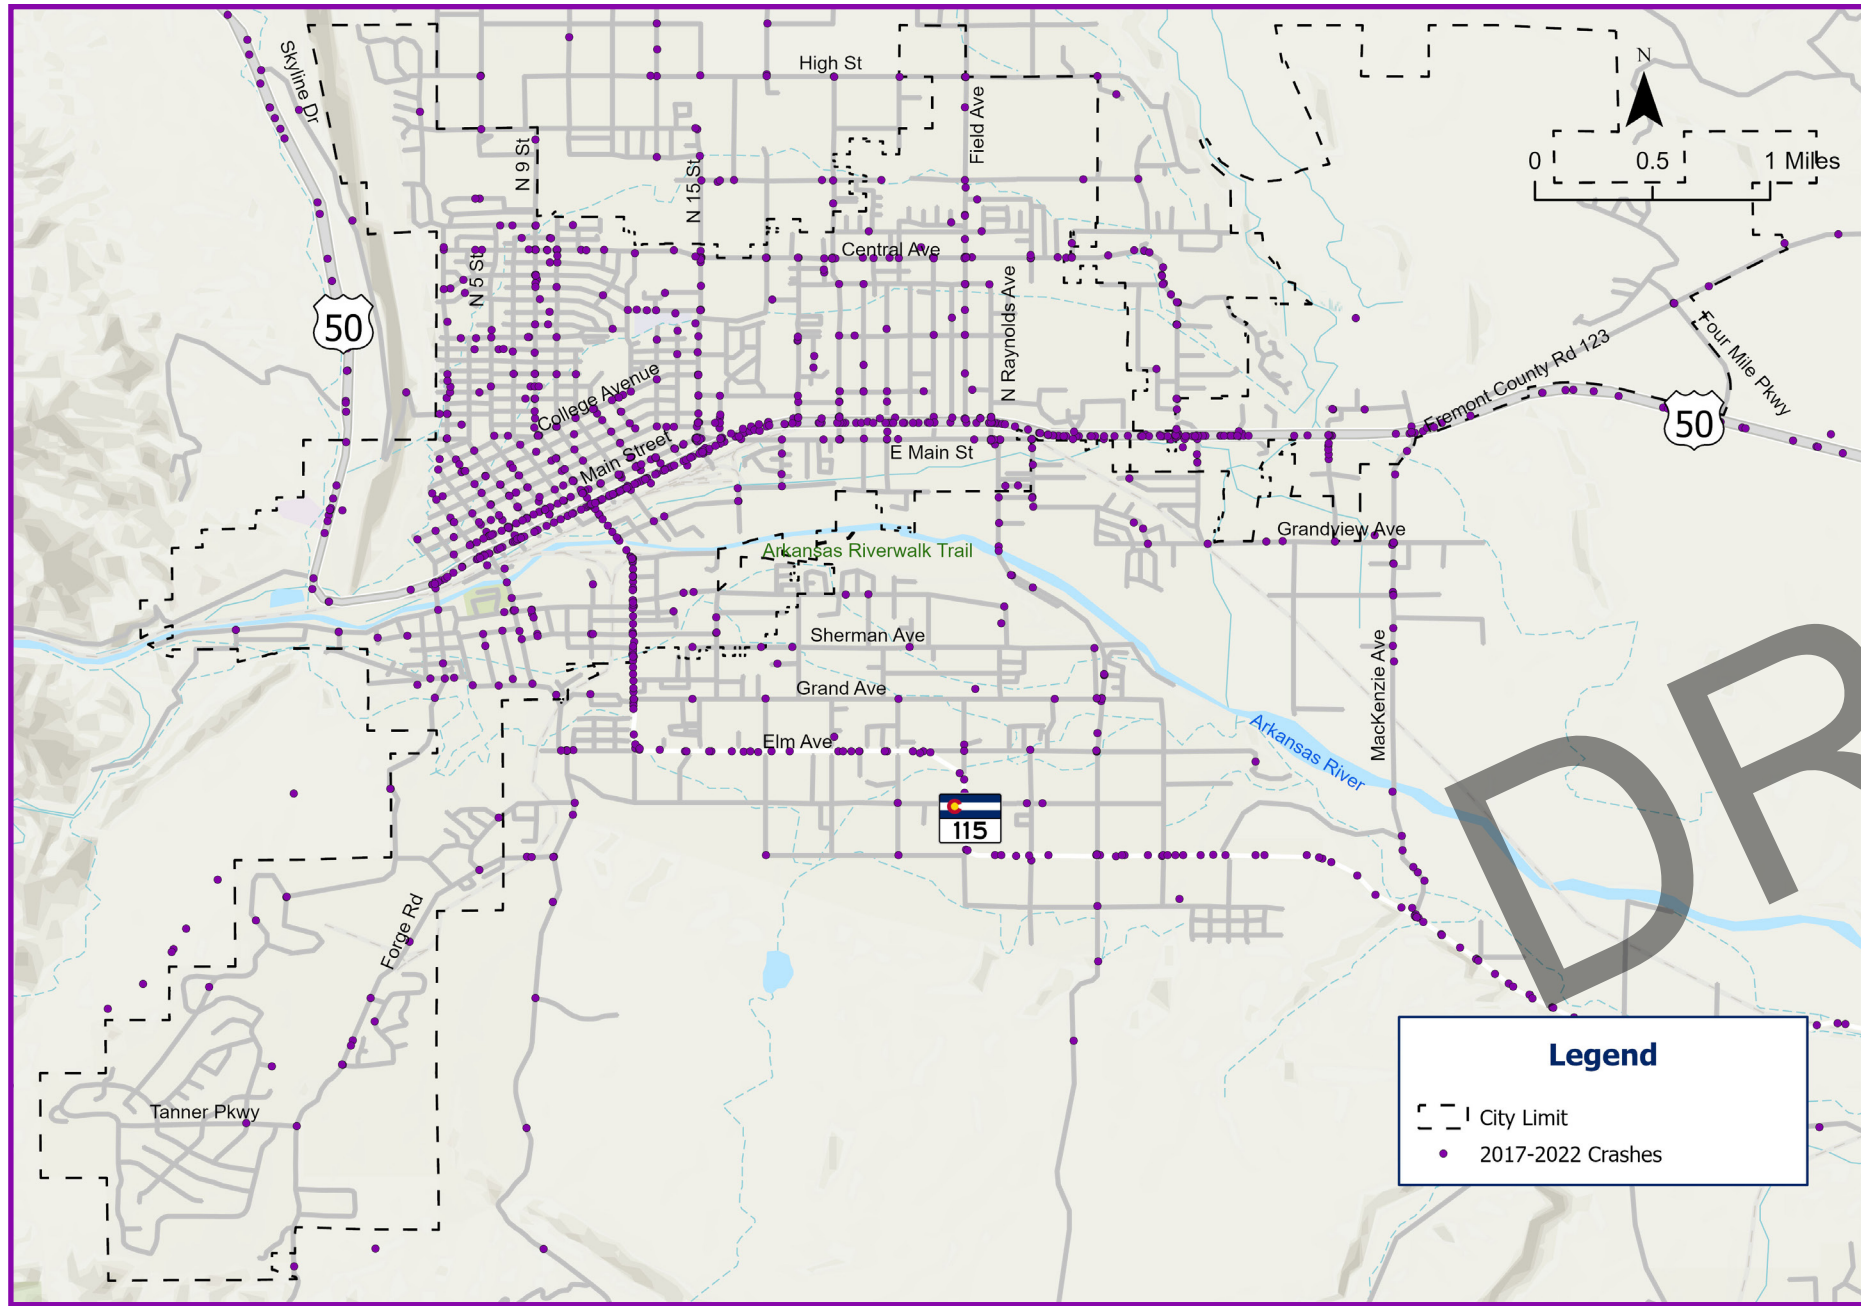 Skyline Dr
High St
N
0 0.5 1 Miles
N 9 St
N 15 St
Field Ave
N 5 St
Central Ave
50
N Raynolds Ave
College Avenue
Fremont County Rd 123
Four Mile Pkwy
50
Main Street
E Main St
Grandview Ave
Arkansas Riverwalk Trail
Sherman Ave
MacKenzie Ave
Grand Ave
Elm Ave
Arkansas River
115
DR
Forge Rd
Tanner Pkwy
Legend
City Limit
2017-2022 Crashes